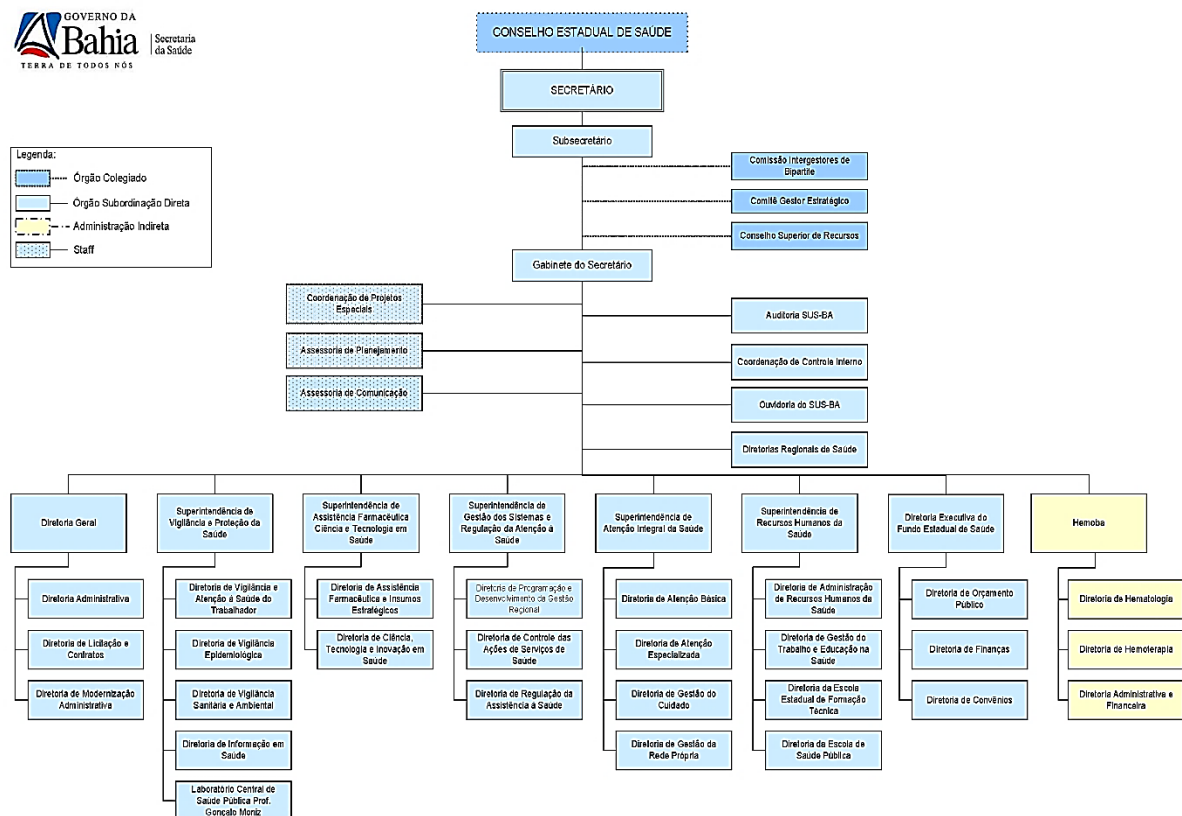 GOVERNO DA
Bahia
Secretaria
da Saúde
TERRA DE TODOS NÓS
CONSELHO ESTADUAL DE SAÚDE
SECRETÁRIO
Subsecretário
Legenda:
Órgão Colegiado
Órgão Subordinação Direta
Administração Indireta
Staff
Comissão Intergestores de
Bipartite
Comitê Gestor Estratégico
Conselho Superior de Recursos
Gabinete do Secretário
Coordenação de Projetos
Especiais
Assessoria de Planejamento
Assessoria de Comunicação
Auditoria SUS-BA
Coordenação de Controle Interno
Ouvidoria do SUS-BA
Diretorias Regionais de Saúde
Diretoria Geral
Diretoria Administrativa
Diretoria de Licitação e
Contratos
Diretoria de Modernização
Administrativa
Superintendência de
Vigilância e Proteção da
Saúde
Diretoria de Vigilância e
Atenção à Saúde do
Trabalhador
Diretoria de Vigilância
Epidemiológica
Diretoria de Vigilância
Sanitária e Ambiental
Diretoria de Informação em
Saúde
Laboratório Central de
Saúde Pública Prof.
Gonçalo Moniz
Superintendência de
Assistência Farmacêutica
Ciência e Tecnologia em
Saúde
Diretoria de Assistência
Farmacêutica e Insumos
Estratégicos
Diretoria de Ciência,
Tecnologia e Inovação em
Saúde
Superintendência de
Gestão dos Sistemas e
Regulação da Atenção à
Saúde
Diretoria de Programação e
Desenvolvimento da Gestão
Regional
Diretoria de Controle das
Ações de Serviços de
Saúde
Diretoria de Regulação da
Assistência à Saúde
Superintendência de
Atenção Integral da Saúde
Diretoria de Atenção Básica
Diretoria de Atenção
Especializada
Diretoria de Gestão do
Cuidado
Diretoria de Gestão da
Rede Própria
Superintendência de
Recursos Humanos da
Saúde
Diretoria de Administração
de Recursos Humanos da
Saúde
Diretoria de Gestão do
Trabalho e Educação na
Saúde
Diretoria da Escola
Estadual de Formação
Técnica
Diretoria da Escola de
Saúde Pública
Diretoria Executiva do
Fundo Estadual de Saúde
Diretoria de Orçamento
Público
Diretoria de Finanças
Diretoria de Convênios
Hemoba
Diretoria de Hematologia
Diretoria de Hemoterapia
Diretoria Administrativa e
Financeira